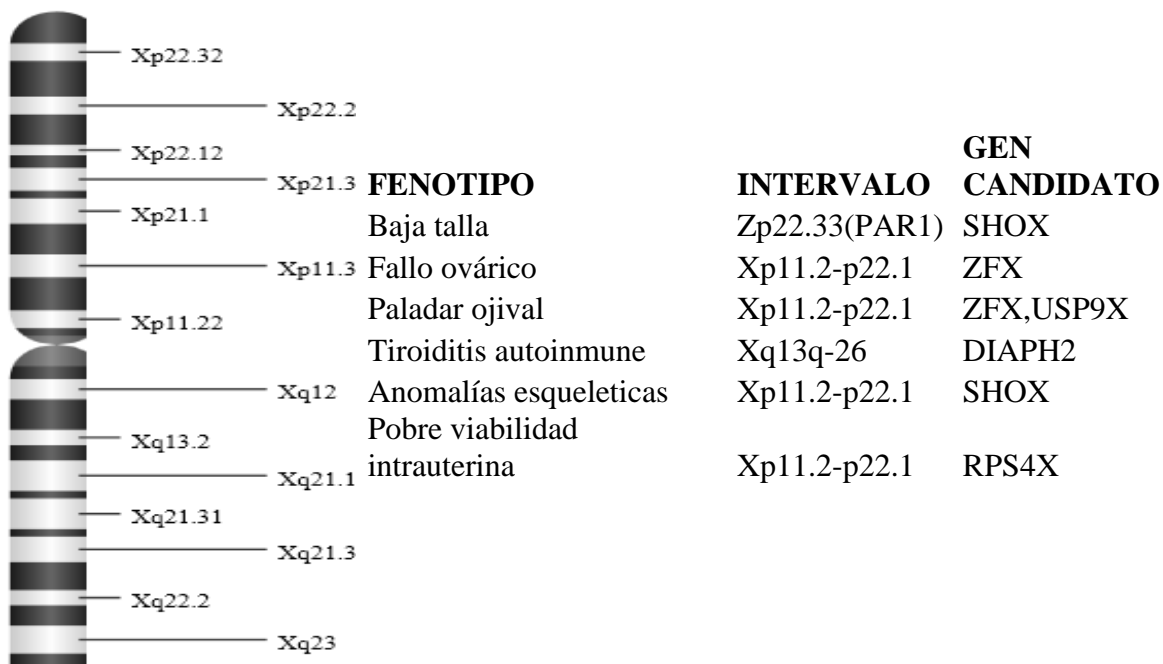 Xp22.32
Xp22.2
Xp22.12
Xp21.3
Xp21.1
Xp11.3
Xp11.22
Xq12
Xq13.2
Xq21.1
Xq21.31
Xq21.3
Xq22.2
Xq23
FENOTIPO INTERVALO GEN CANDIDATO
Baja talla Zp22.33(PAR1) SHOX
Fallo ovárico Xp11.2-p22.1 ZFX
Paladar ojival Xp11.2-p22.1 ZFX,USP9X
Tiroiditis autoinmune Xq13q-26 DIAPH2
Anomalías esqueleticas Xp11.2-p22.1 SHOX
Pobre viabilidad
intrauterina Xp11.2-p22.1 RPS4X